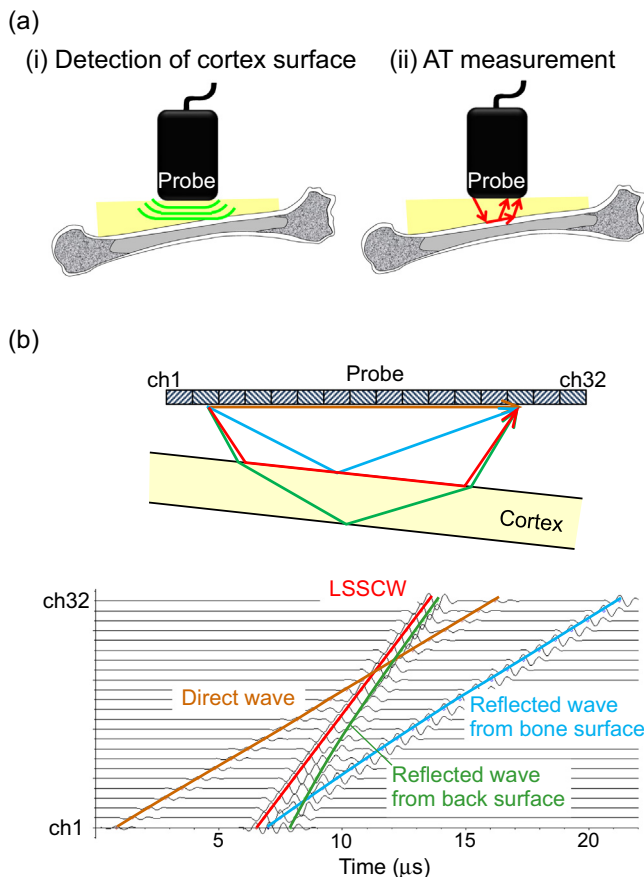 (a)
(i) Detection of cortex surface
(ii) AT measurement
Probe
Probe
(b)
Probe
ch1
ch32
Cortex
LSSCW
ch32
Direct wave
Reflected wave
from bone surface
Reflected wave
from back surface
ch1
5
10
15
20
Time (μs)